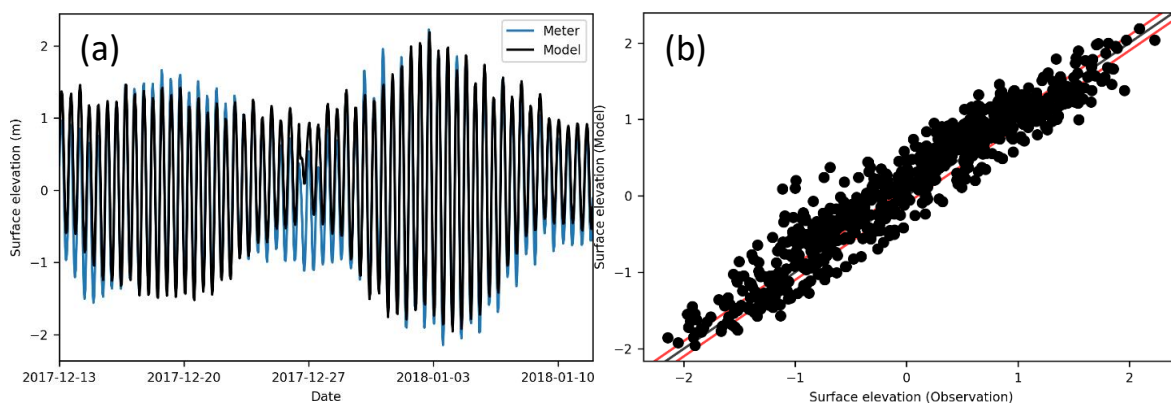 (a)
Meter
Model
Surface elevation (m)
2
1
0
−1
−2
2017-12-13 2017-12-20 2017-12-27 2018-01-03 2018-01-10
Date
(b)
Surface elevation (Model)
2
1
0
−1
−2
−2 −1 0 1 2
Surface elevation (Observation)